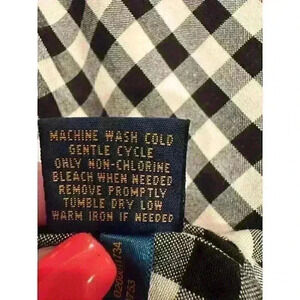 MACHINE WASH COLD
GENTLE CYCLE
ONLY NON-CHLORINE
BLEACH WHEN NEEDED
REMOVE PROMPTLY
TUMBLE DRY LOW
WARM IRON IF NEEDED